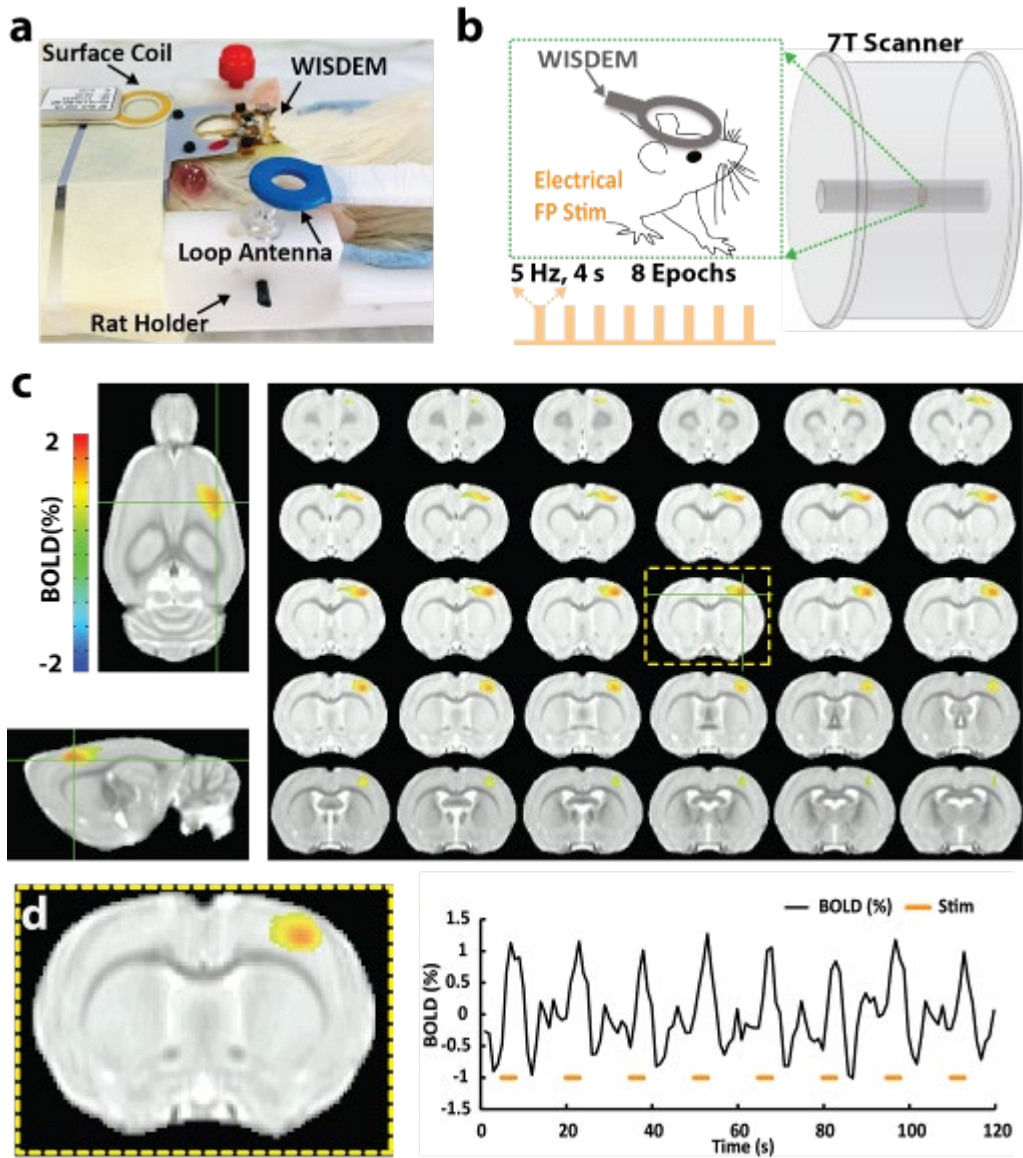 a
Surface Coil
WISDEM
Loop Antenna
Rat Holder
b
7T Scanner
WISDEM
Electrical
FP Stim
5 Hz, 4 s 8 Epochs
c
2
BOLD(%)
-2
d
BOLD (%) Stim
1.5
1
0.5
0
-0.5
-1
-1.5
BOLD (%)
0 20 40 60 80 100 120
Time (s)